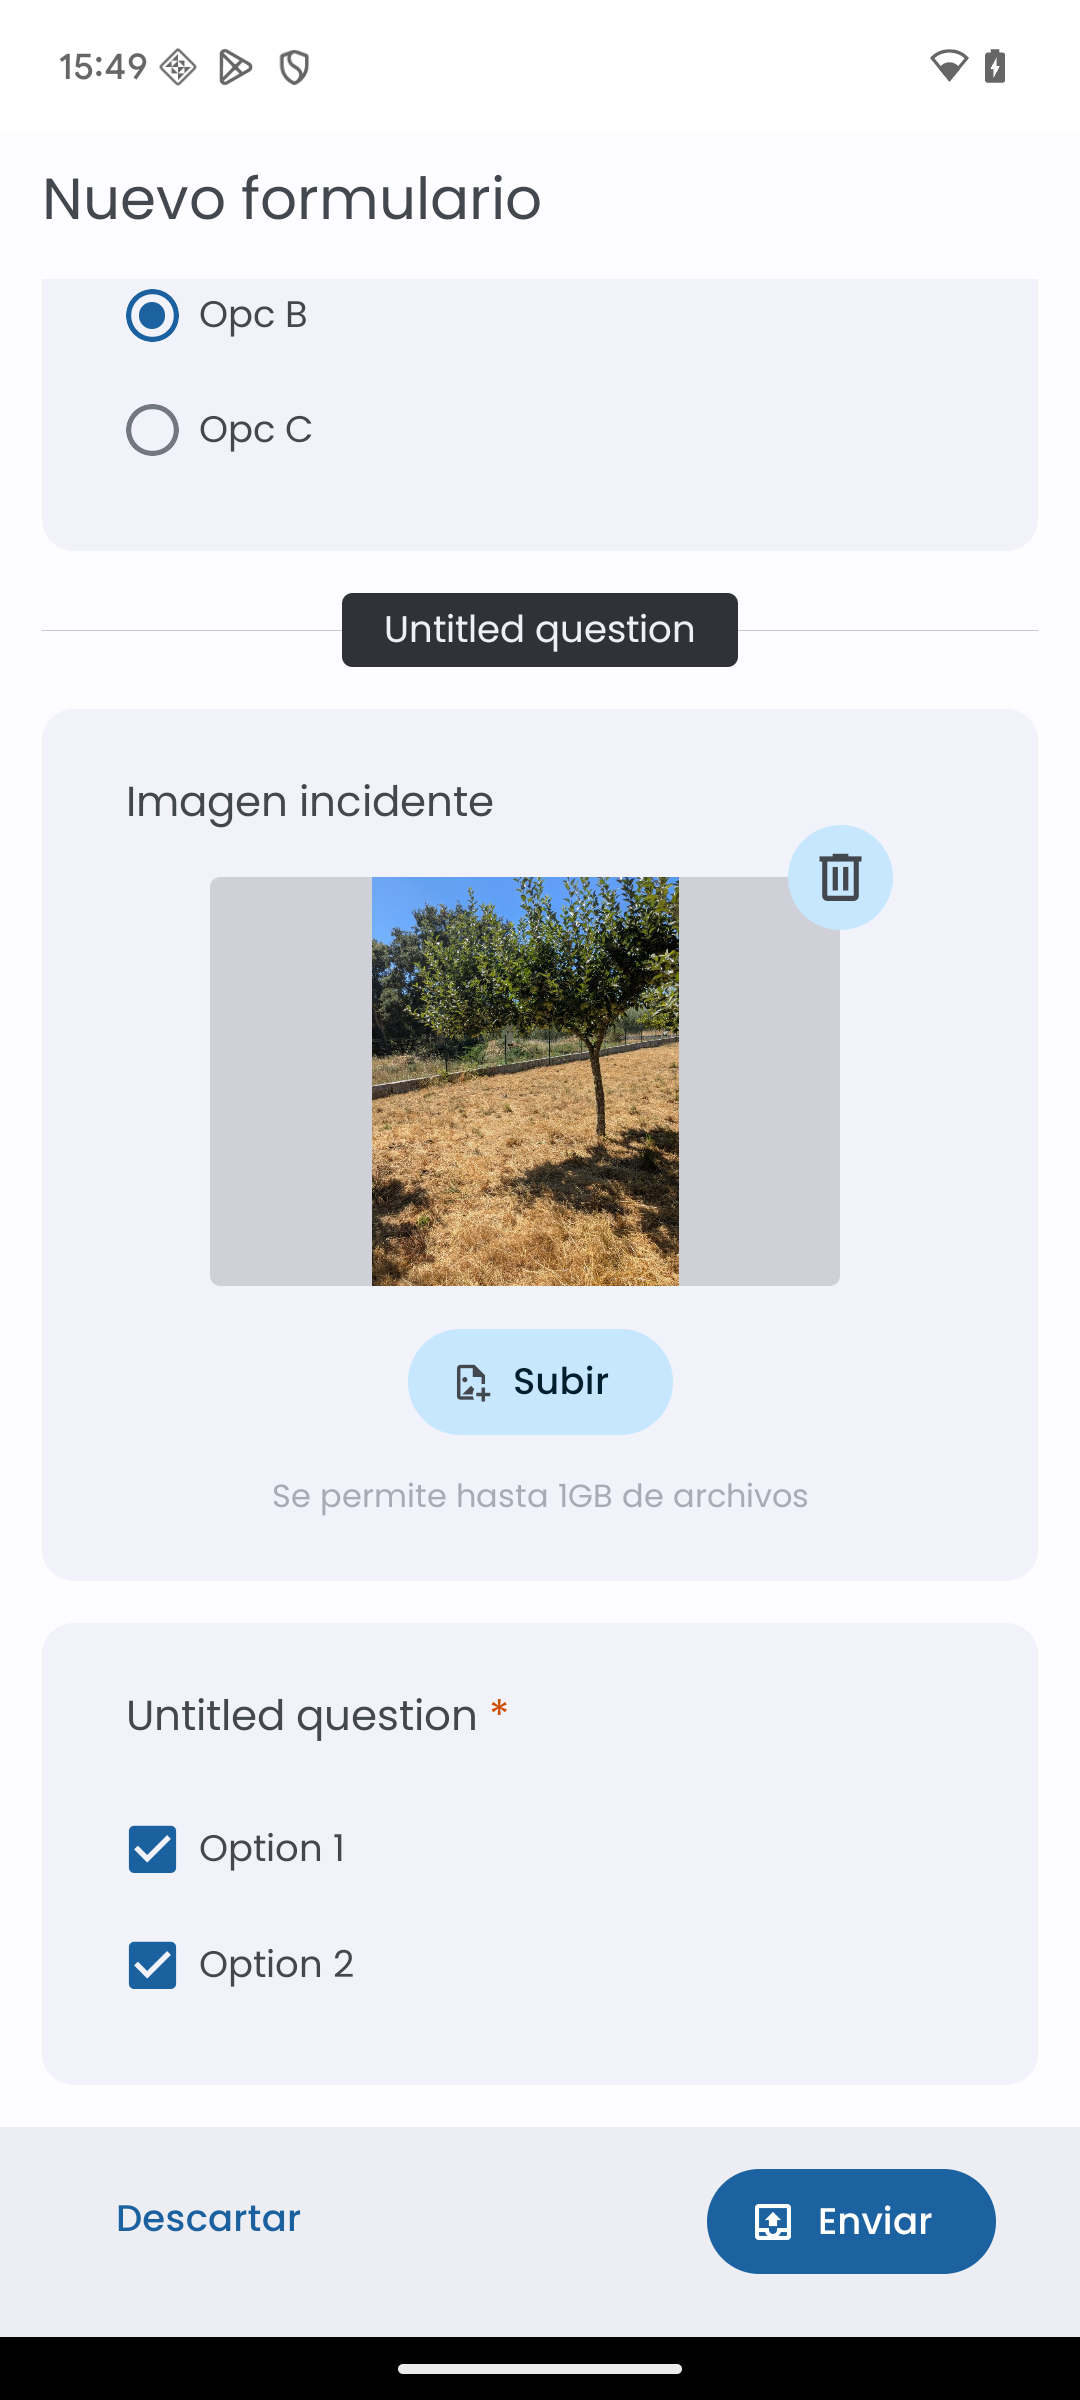 15:49
Nuevo formulario
Opc B
Opc C
Untitled question
Imagen incidente
Subir
Se permite hasta 1GB de archivos
Untitled question *
Option 1
Option 2
Descartar
Enviar